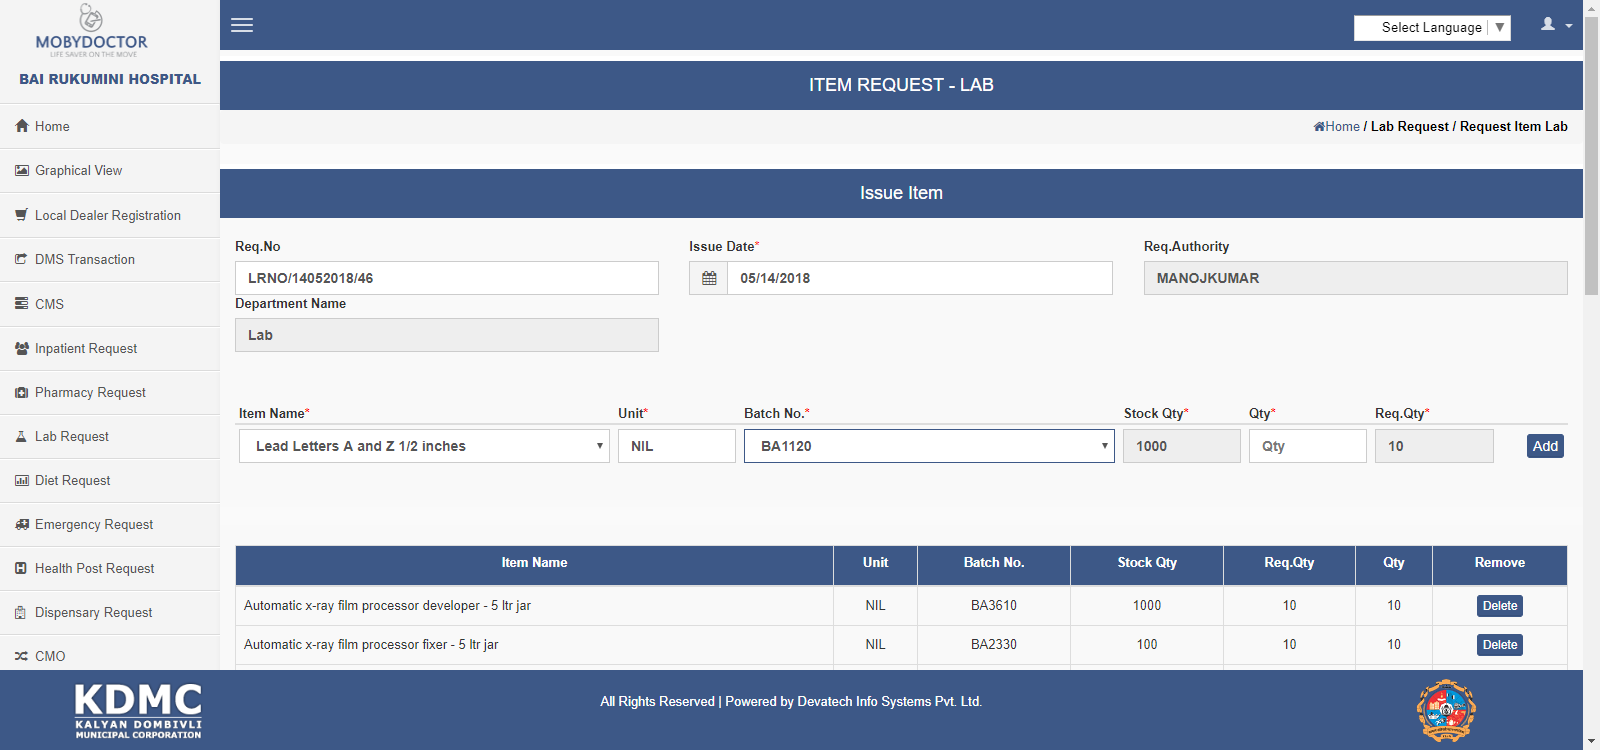 MOBYDOCTOR
LIFE SAVER ON THE MOVE
BAI RUKUMINI HOSPITAL
Home
Graphical View
Local Dealer Registration
DMS Transaction
CMS
Inpatient Request
Pharmacy Request
Lab Request
Diet Request
Emergency Request
Health Post Request
Dispensary Request
CMO
Select Language ▼
ITEM REQUEST - LAB
Home / Lab Request / Request Item Lab
Issue Item
Req.No Issue Date* Req.Authority
LRNO/14052018/46 05/14/2018 MANOJKUMAR
Department Name
Lab
Item Name* Unit* Batch No.* Stock Qty* Qty* Req.Qty*
Lead Letters A and Z 1/2 inches NIL BA1120 1000 Qty 10 Add
Item Name Unit Batch No. Stock Qty Req.Qty Qty Remove
Automatic x-ray film processor developer - 5 ltr jar NIL BA3610 1000 10 10 Delete
Automatic x-ray film processor fixer - 5 ltr jar NIL BA2330 100 10 10 Delete
KDMC
KALYAN DOMBIVLI
MUNICIPAL CORPORATION
All Rights Reserved | Powered by Devatech Info Systems Pvt. Ltd.